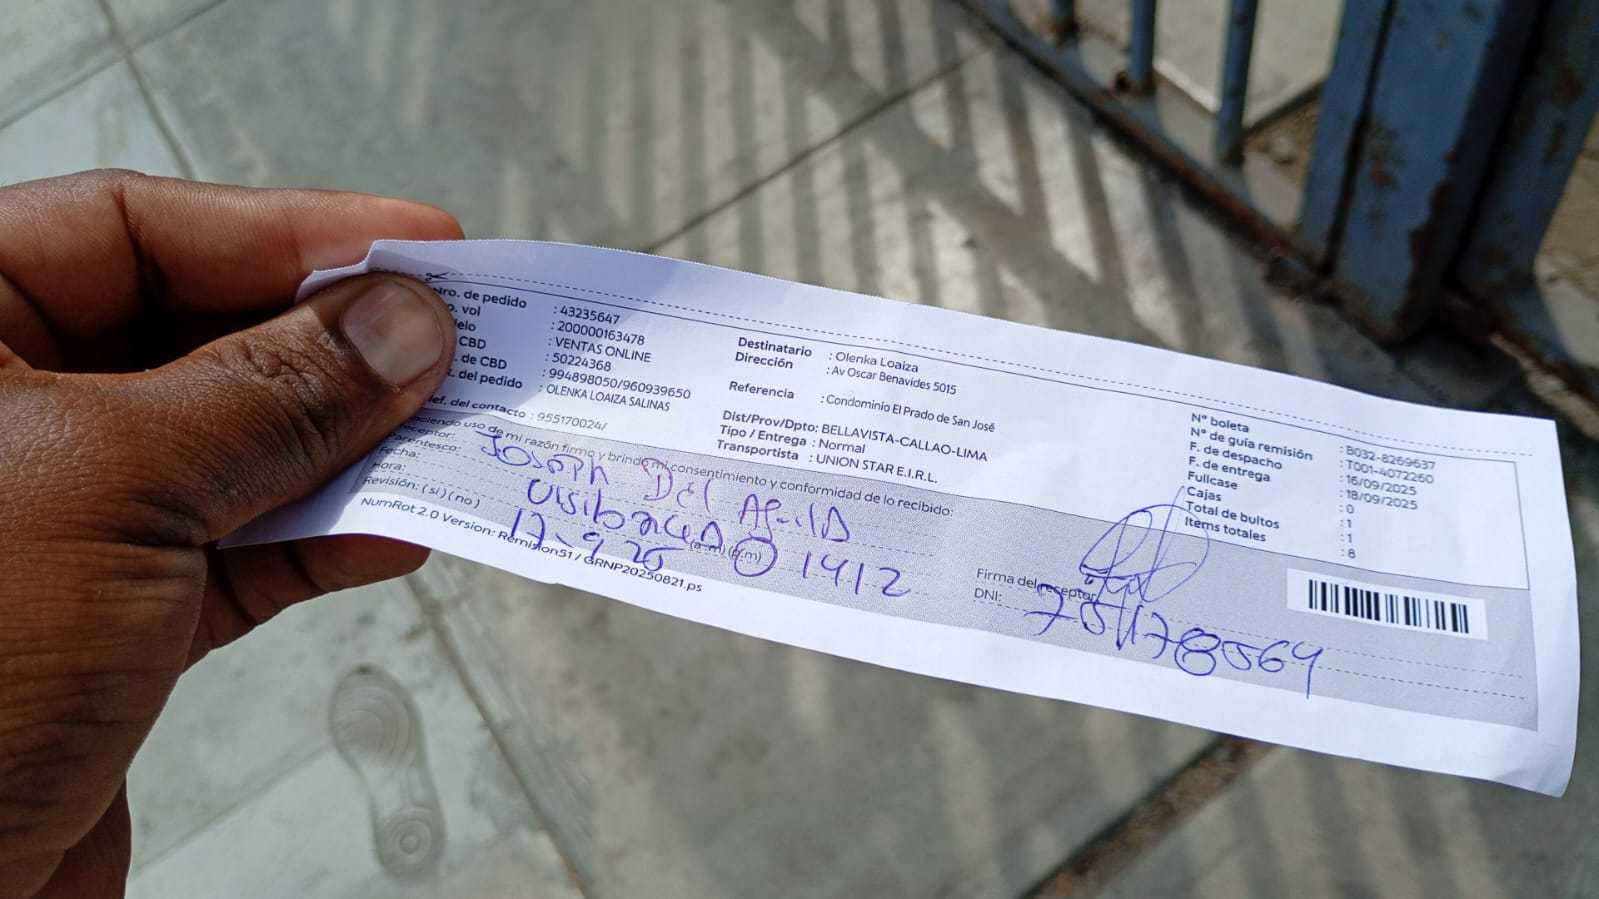 Nro. de pedido : 43235647
o. vol : 200000163478
delo : VENTAS ONLINE
CBD : 50224368
. de CBD : 994898050/960939650
. del pedido : OLENKA LOAIZA SALINAS
ef. del contacto : 955170024/
Destinatario : Olenka Loaiza
Dirección : Av Oscar Benavides 5015
Referencia : Condominio El Prado de San José
Dist/Prov/Dpto: BELLAVISTA-CALLAO-LIMA
Tipo / Entrega : Normal
Transportista : UNION STAR E.I.R.L.
N° boleta : B032-8269637
N° de guía remisión : T001-4072260
F. de despacho : 16/09/2025
F. de entrega : 18/09/2025
Fullcase : 0
Cajas : 1
Total de bultos : 1
Items totales : 8
aciendo uso de mi razón firmo y brindo mi consentimiento y conformidad de lo recibido:
receptor: Joseph Del Aguila
Parentesco:
Fecha: 17-9-25
Hora: (a.m) (p.m) 1412
Revisión: ( si ) ( no )
Firma del receptor
DNI:
NumRot 2.0 Version: Remision51 / GRNP20250821.ps